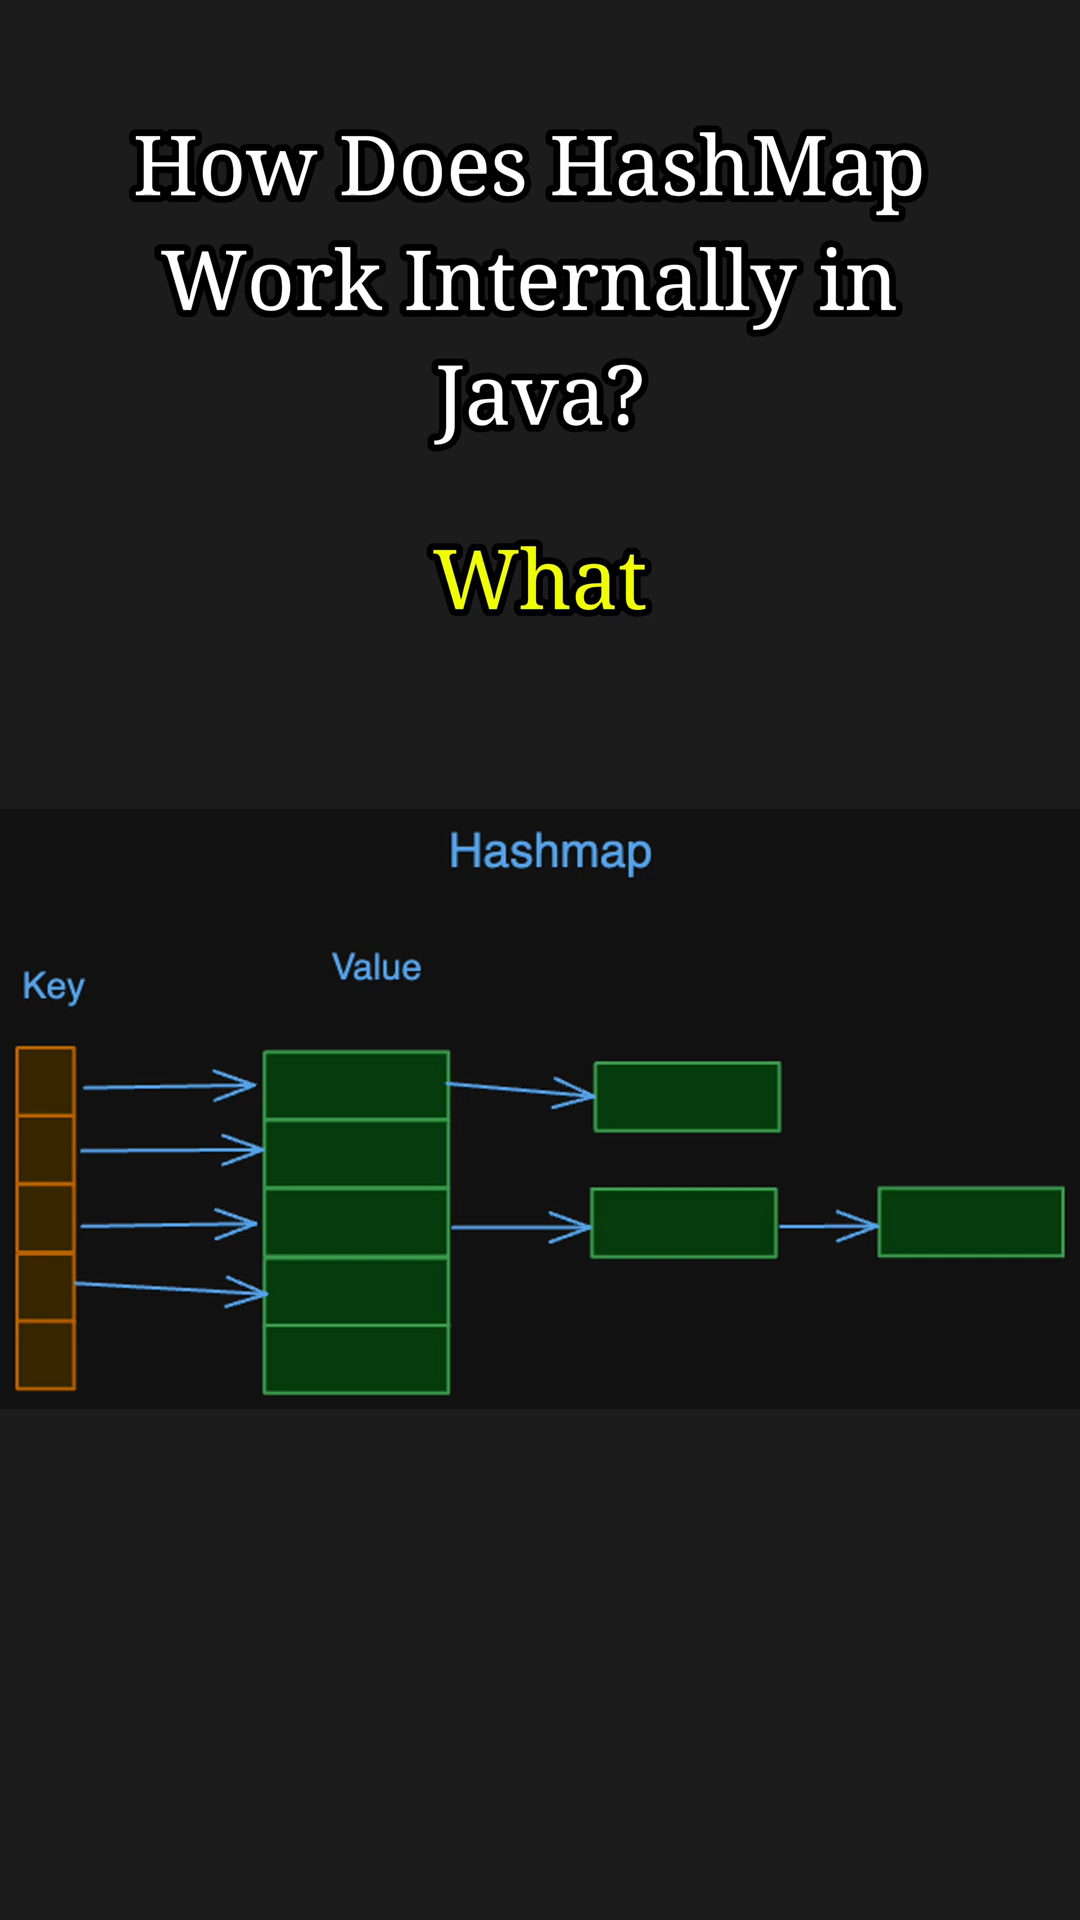 How Does HashMap
Work Internally in
Java?
What
Hashmap
Value
Key